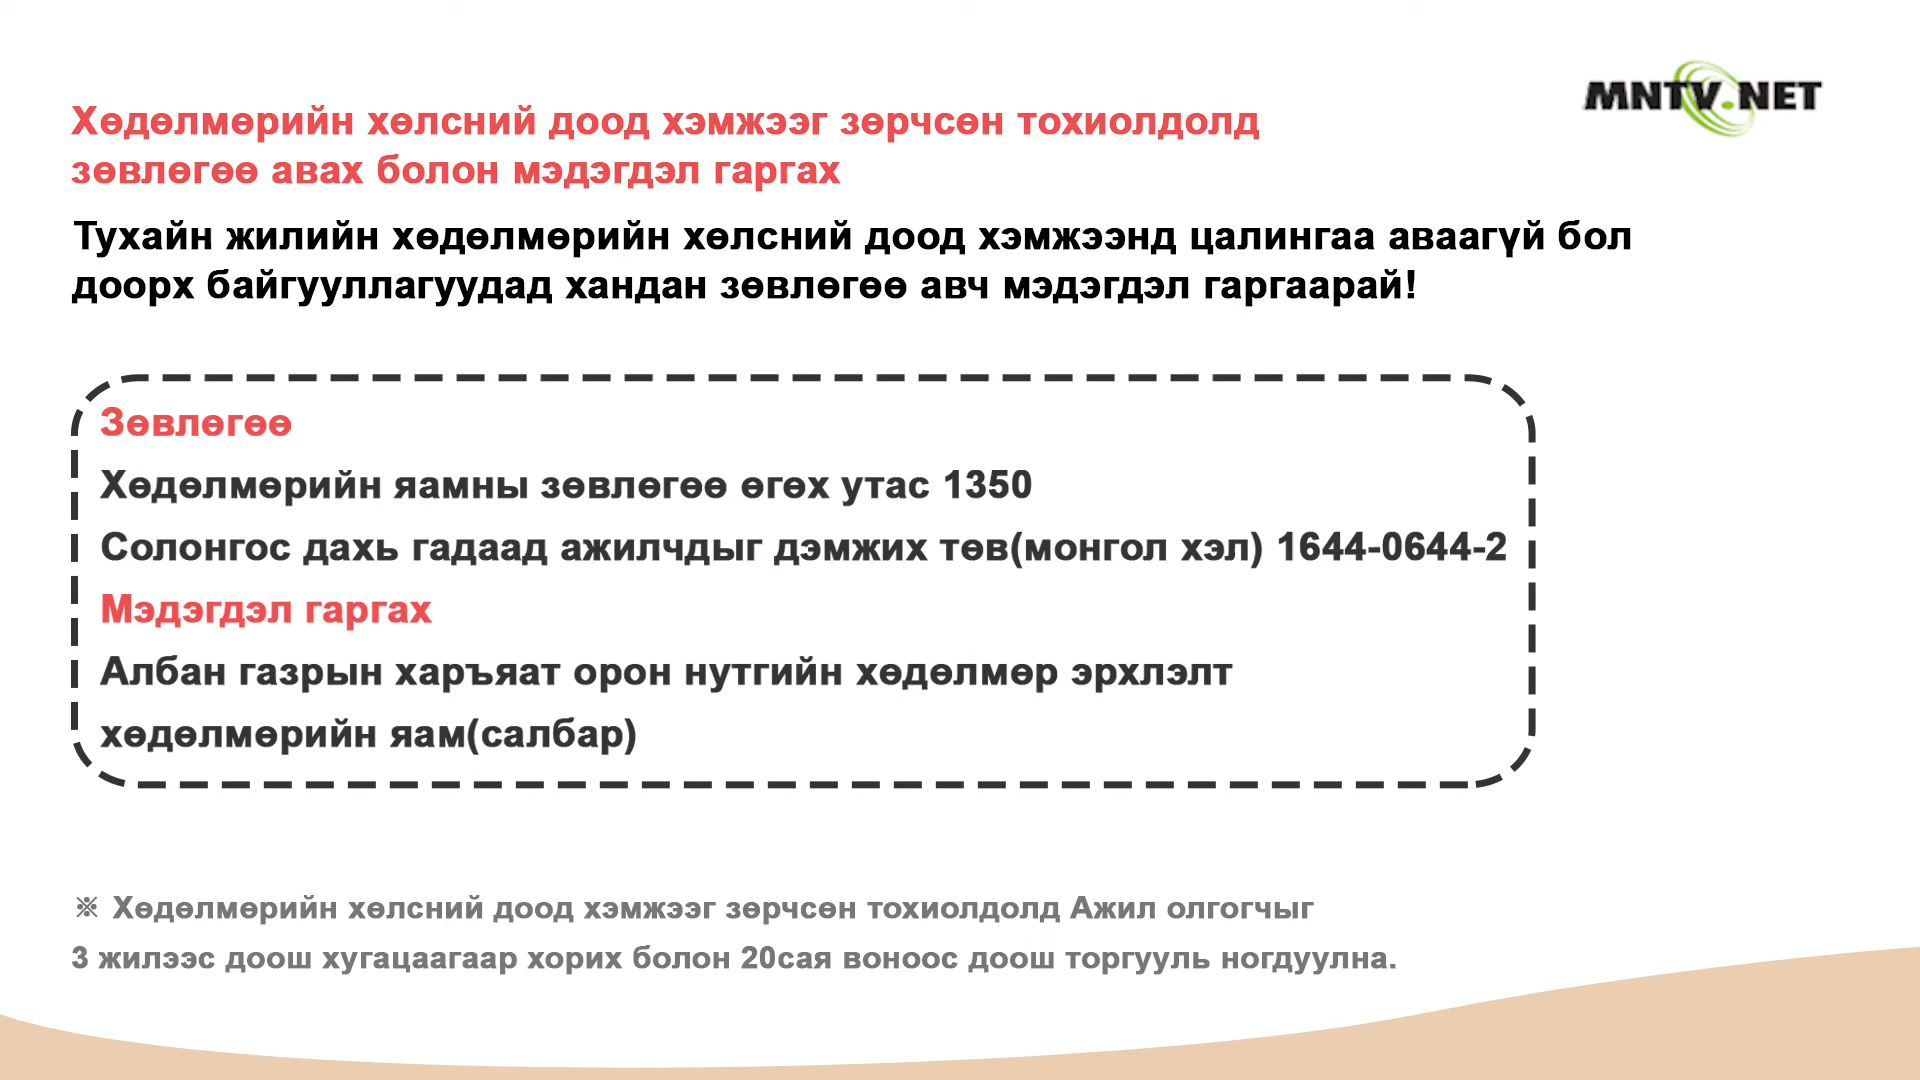 MNTV.NET
Хөдөлмөрийн хөлсний доод хэмжээг зөрчсөн тохиолдолд
зөвлөгөө авах болон мэдэгдэл гаргах
Тухайн жилийн хөдөлмөрийн хөлсний доод хэмжээнд цалингаа аваагүй бол
доорх байгууллагуудад хандан зөвлөгөө авч мэдэгдэл гаргаарай!
Зөвлөгөө
Хөдөлмөрийн яамны зөвлөгөө өгөх утас 1350
Солонгос дахь гадаад ажилчдыг дэмжих төв(монгол хэл) 1644-0644-2
Мэдэгдэл гаргах
Албан газрын харъяат орон нутгийн хөдөлмөр эрхлэлт
хөдөлмөрийн яам(салбар)
※ Хөдөлмөрийн хөлсний доод хэмжээг зөрчсөн тохиолдолд Ажил олгогчыг
3 жилээс доош хугацаагаар хорих болон 20сая воноос доош торгууль ногдуулна.